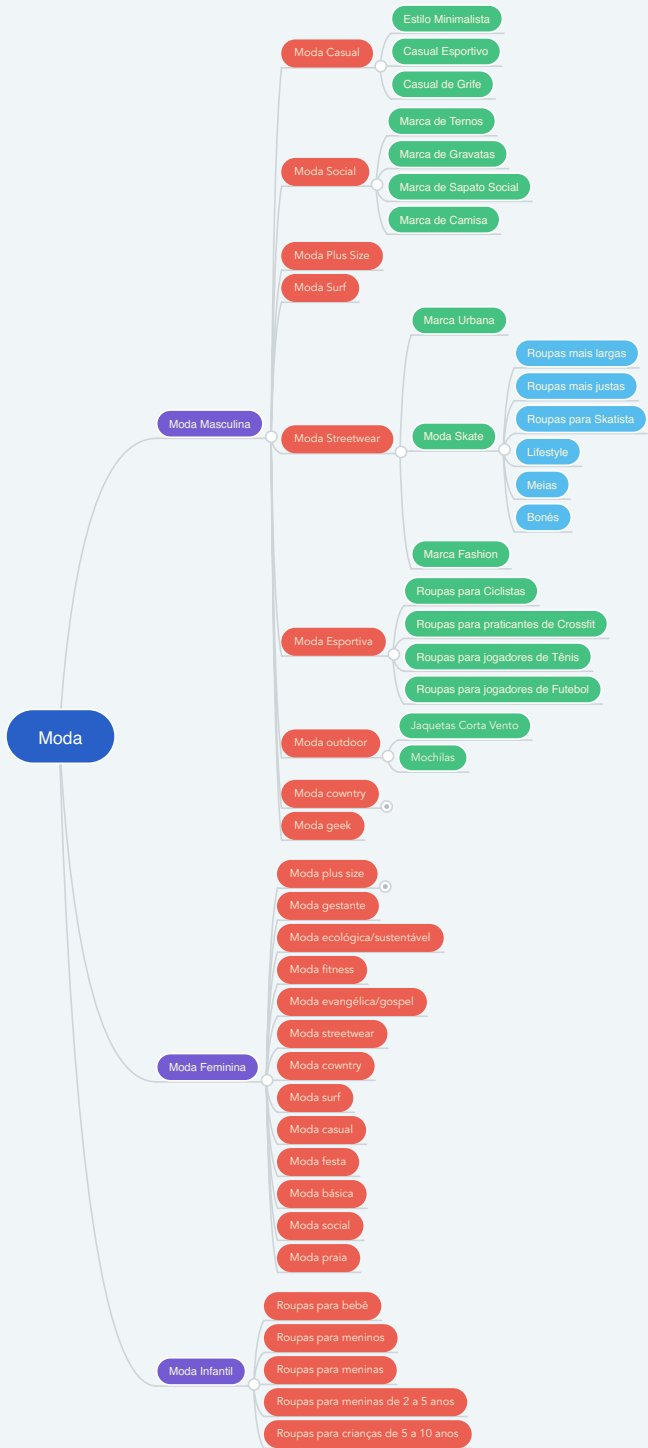 Moda
Moda Masculina
Moda Casual
Estilo Minimalista
Casual Esportivo
Casual de Grife
Moda Social
Marca de Ternos
Marca de Gravatas
Marca de Sapato Social
Marca de Camisa
Moda Plus Size
Moda Surf
Moda Streetwear
Marca Urbana
Moda Skate
Roupas mais largas
Roupas mais justas
Roupas para Skatista
Lifestyle
Meias
Bonés
Marca Fashion
Moda Esportiva
Roupas para Ciclistas
Roupas para praticantes de Crossfit
Roupas para jogadores de Tênis
Roupas para jogadores de Futebol
Moda outdoor
Jaquetas Corta Vento
Mochilas
Moda cowntry
Moda geek
Moda Feminina
Moda plus size
Moda gestante
Moda ecológica/sustentável
Moda fitness
Moda evangélica/gospel
Moda streetwear
Moda cowntry
Moda surf
Moda casual
Moda festa
Moda básica
Moda social
Moda praia
Moda Infantil
Roupas para bebê
Roupas para meninos
Roupas para meninas
Roupas para meninas de 2 a 5 anos
Roupas para crianças de 5 a 10 anos